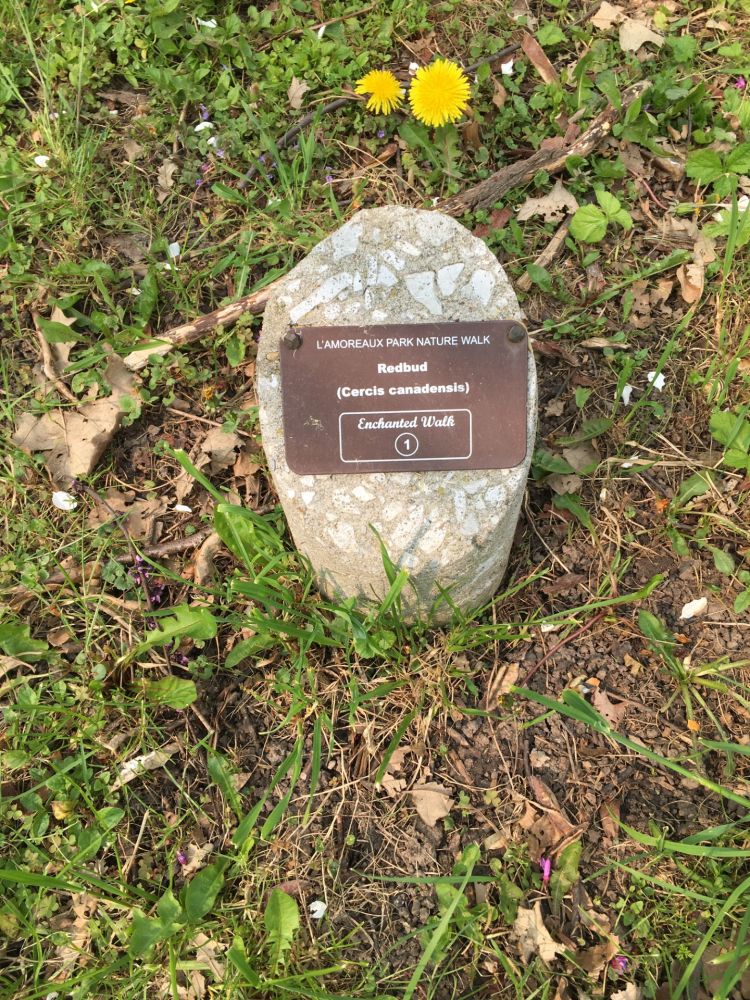 L'AMOREAUX PARK NATURE WALK
Redbud
(Cercis canadensis)
Enchanted Walk
1